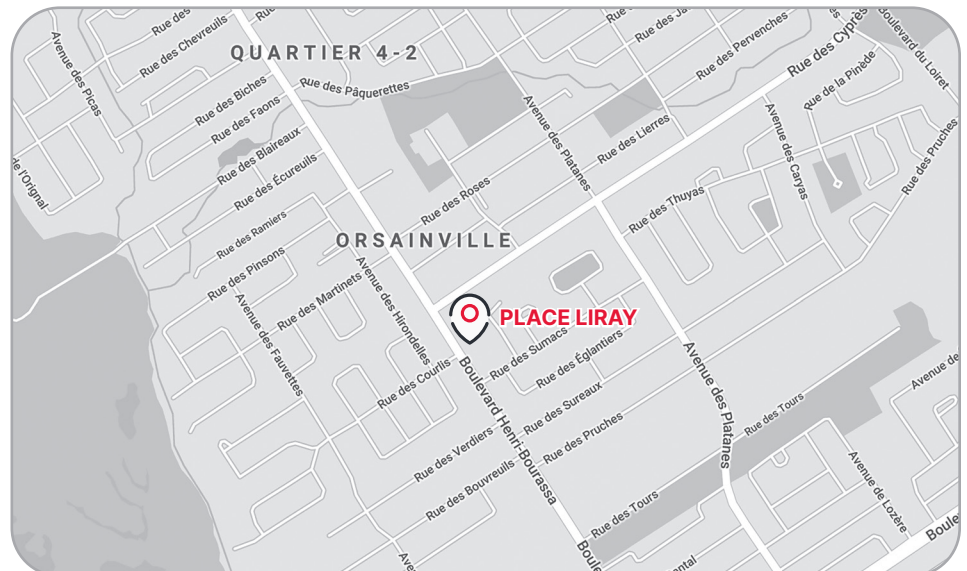 Rue des
Rue des Chevreuils
Avenue des Picas
QUARTIER 4-2
Rue des
Rue des Ja
Rue des Pervenches
Rue des Cyprès
Boulevard du Loiret
Rue de la Pinède
Rue des Biches
Rue des Pâquerettes
Rue des Faons
Avenue des Platanes
Rue des Lierres
Avenue des Caryas
Rue des Pruches
Rue des Blaireaux
Rue des Écureuils
de l'Orignal
Rue des Roses
Rue des Thuyas
Rue des Ramiers
ORSAINVILLE
Rue des Pinsons
Rue des Martinets
Avenue des Hirondelles
Avenue des Fauvettes
PLACE LIRAY
Rue des Sumacs
Rue des Églantiers
Rue des Courlis
Boulevard Henri-Bourassa
Avenue des Platanes
Avenue de
Rue des Sureaux
Rue des Tours
Rue des Pruches
Rue des Verdiers
Rue des Bouvreuils
Avenue de Lozère
Rue des Tours
Boule
Boule
Ave
ental